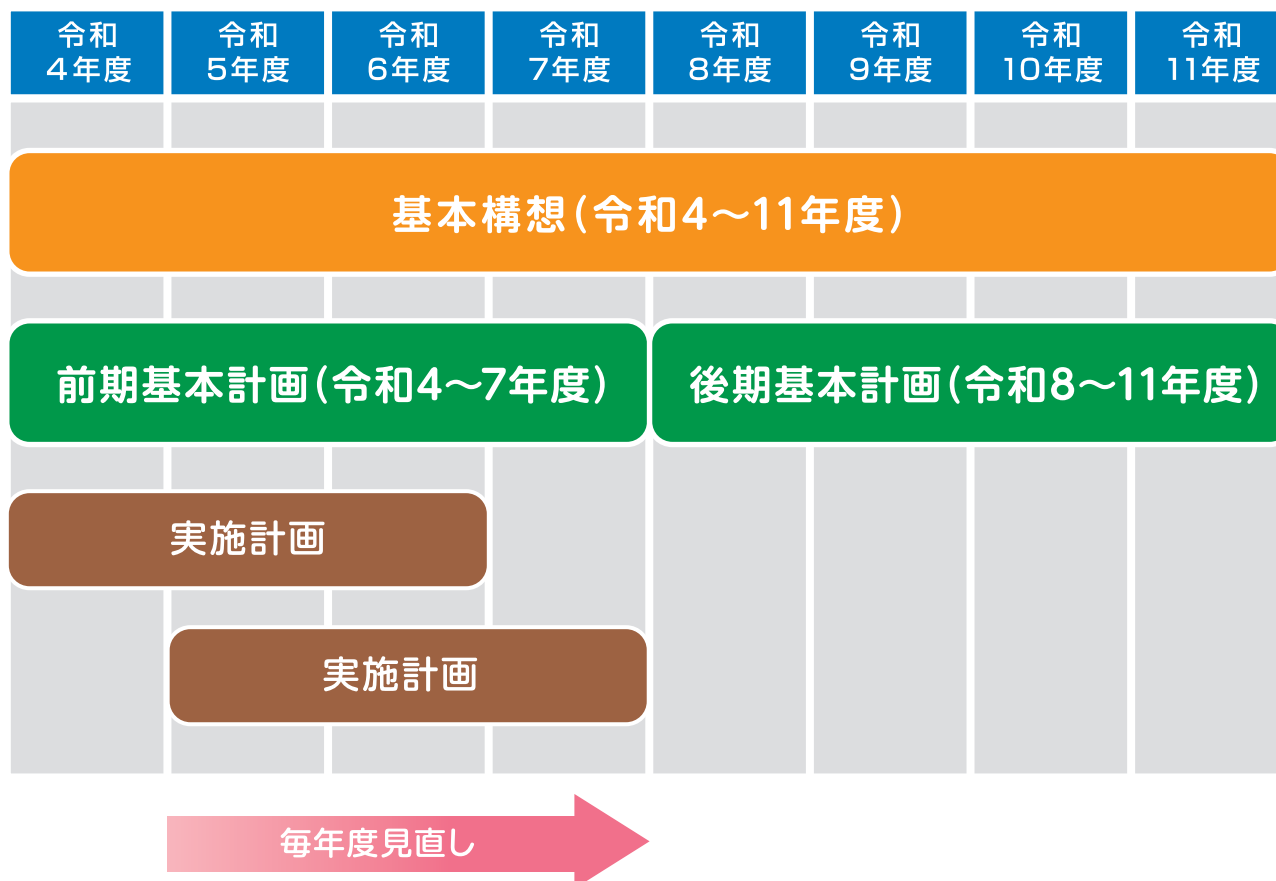 令和
4年度
令和
5年度
令和
6年度
令和
7年度
令和
8年度
令和
9年度
令和
10年度
令和
11年度
基本構想(令和4～11年度)
前期基本計画(令和4～7年度)
後期基本計画(令和8～11年度)
実施計画
実施計画
毎年度見直し